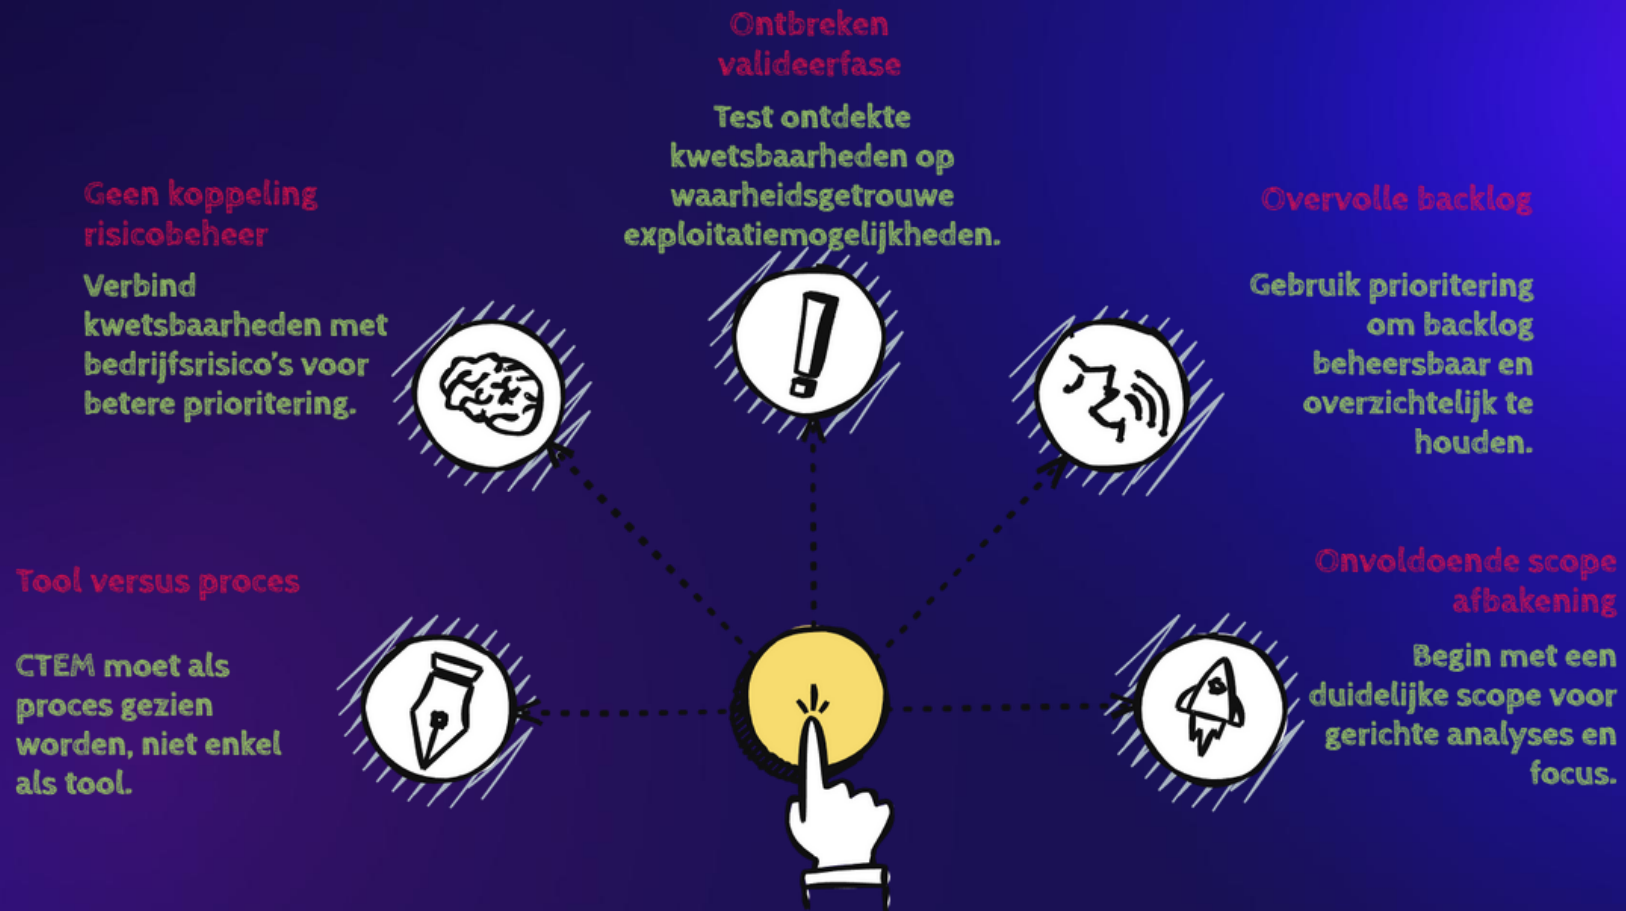 Ontbreken
valideerfase
Test ontdekte
kwetsbaarheden op
waarheidsgetrouwe
exploitatiemogelijkheden.
Geen koppeling
risicobeheer
Verbind
kwetsbaarheden met
bedrijfsrisico's voor
betere prioritering.
Overvolle backlog
Gebruik prioritering
om backlog
beheersbaar en
overzichtelijk te
houden.
Tool versus proces
CTEM moet als
proces gezien
worden, niet enkel
als tool.
Onvoldoende scope
afbakening
Begin met een
duidelijke scope voor
gerichte analyses en
focus.